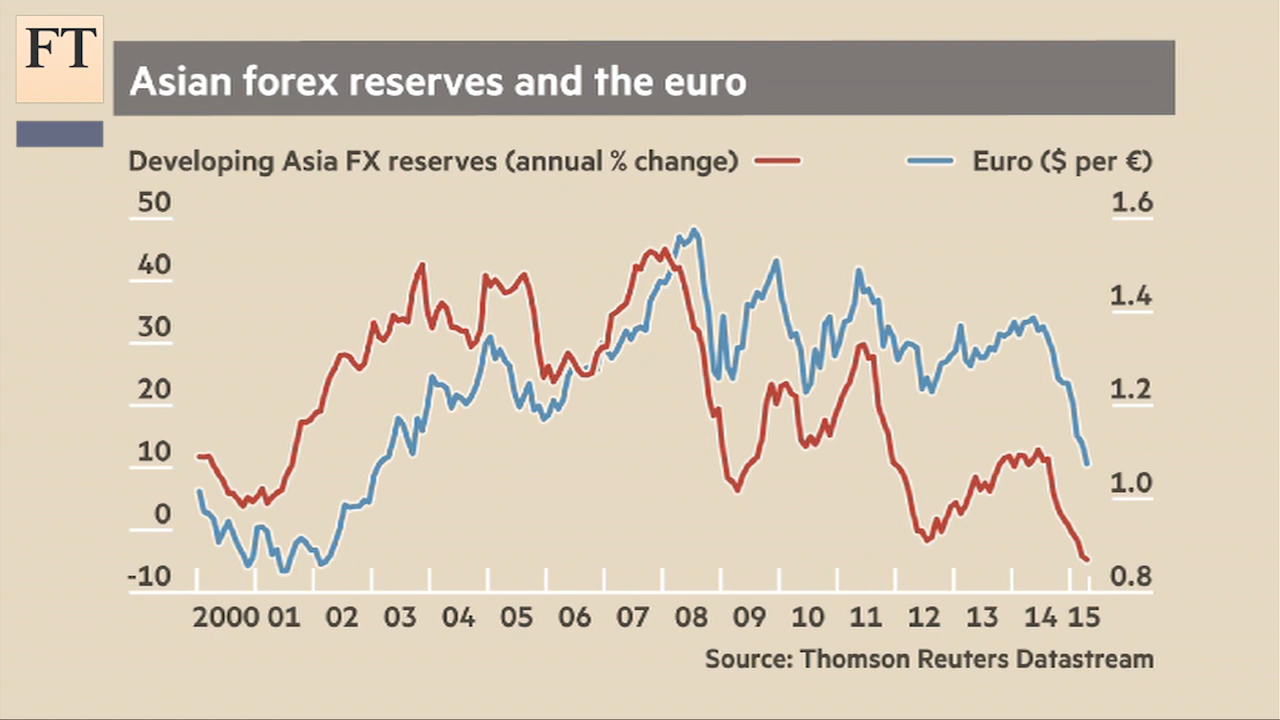 FT
Asian forex reserves and the euro
Developing Asia FX reserves (annual % change) Euro ($ per €)
50 1.6
40
1.4
30
20 1.2
10
1.0
0
-10 0.8
2000 01 02 03 04 05 06 07 08 09 10 11 12 13 14 15
Source: Thomson Reuters Datastream